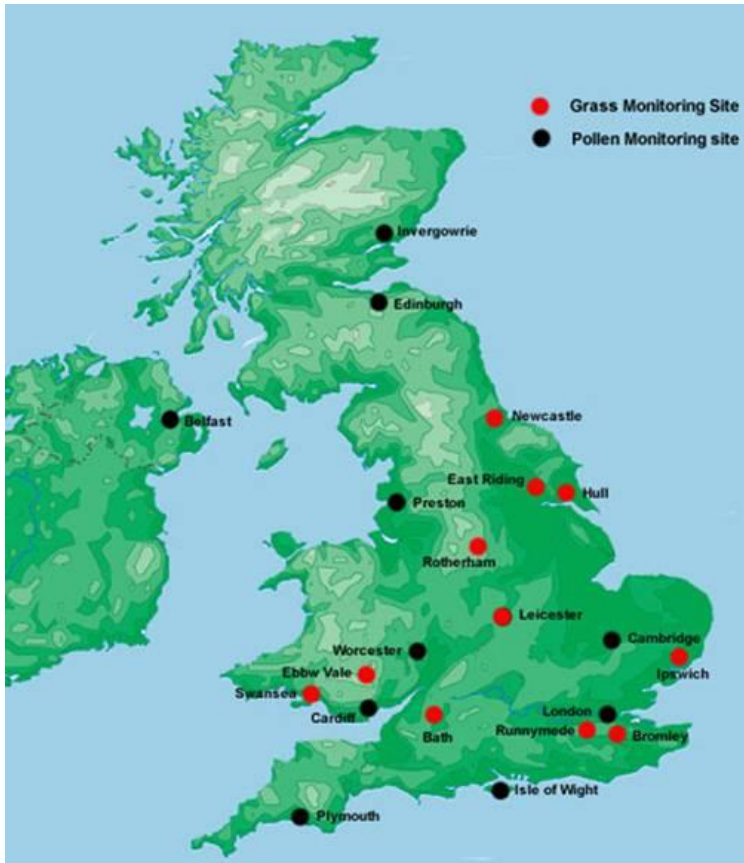 Grass Monitoring Site
Pollen Monitoring site
Invergowrie
Edinburgh
Newcastle
Belfast
East Riding
Hull
Preston
Rotherham
Leicester
Cambridge
Worcester
Ebbw Vale
Ipswich
Swansea
Cardiff
London
Bath
Runnymede
Bromley
Isle of Wight
Plymouth